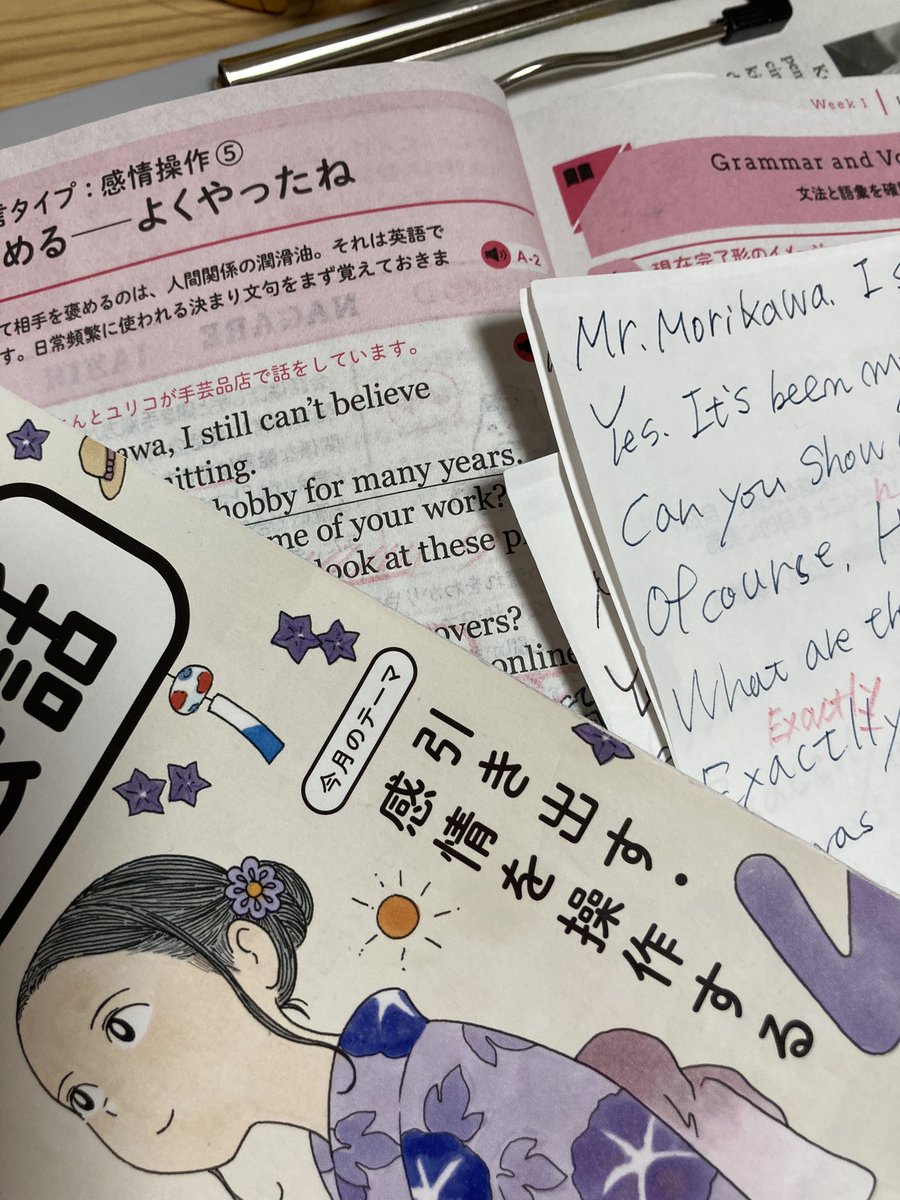 言タイプ:感情操作⑤
める――よくやったね
て相手を褒めるのは、人間関係の潤滑油。それは英語で
す。日常頻繁に使われる決まり文句をまず覚えておきま
A-2
んとユリコが手芸品店で話をしています。
awa, I still can't believe
itting.
hobby for many years.
me of your work?
look at these p
overs?
online
Week 1
Grammar and Vo
文法と語彙を確
現在完了形のイメージ
Mr. Morikawa. I s
Yes. It's been m
Can you show
Of course. H
What are th
Exactly
Exactlly
was
話
今月のテーマ
引き出す・
感情を操作する